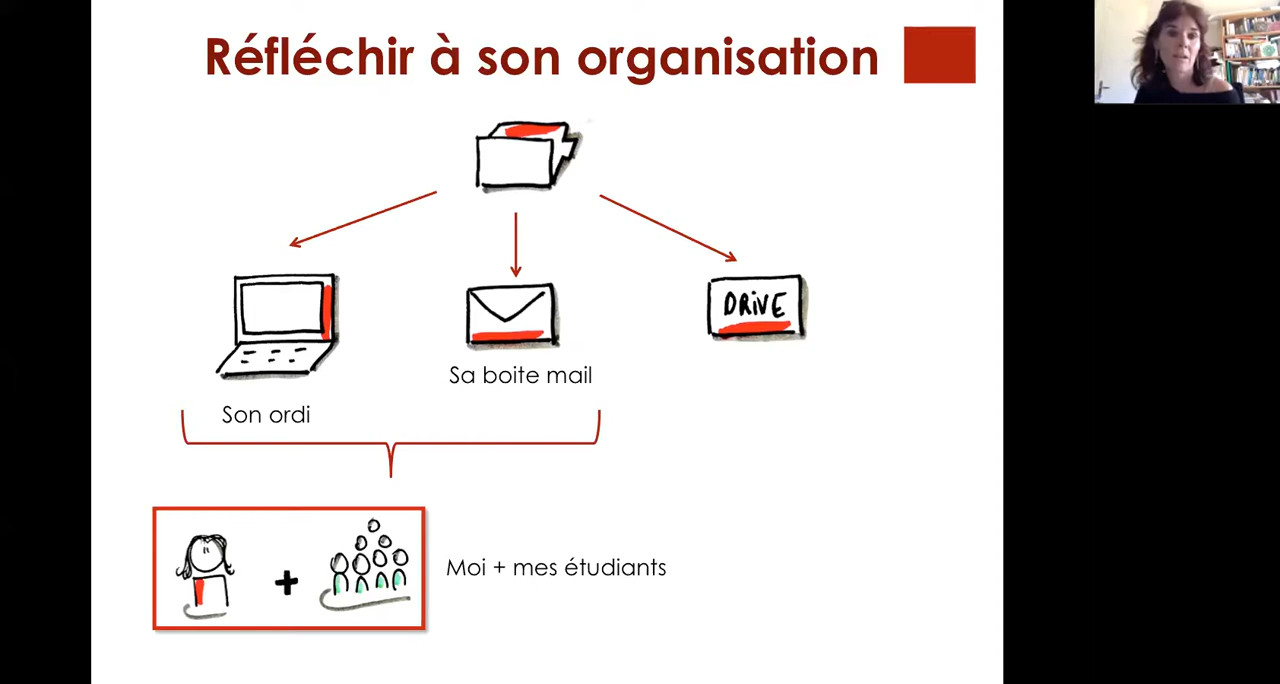 Réfléchir à son organisation
DRIVE
Sa boite mail
Son ordi
+
Moi + mes étudiants